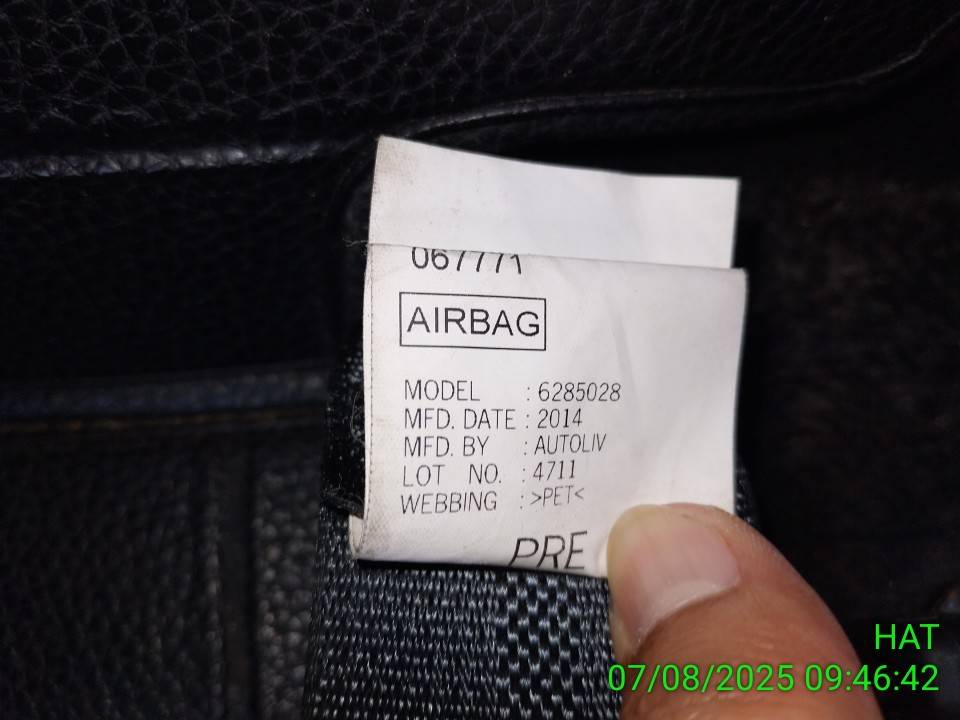 067771
AIRBAG
MODEL : 6285028
MFD. DATE : 2014
MFD. BY : AUTOLIV
LOT NO. : 4711
WEBBING : >PET<
PRE
HAT
07/08/2025 09:46:42